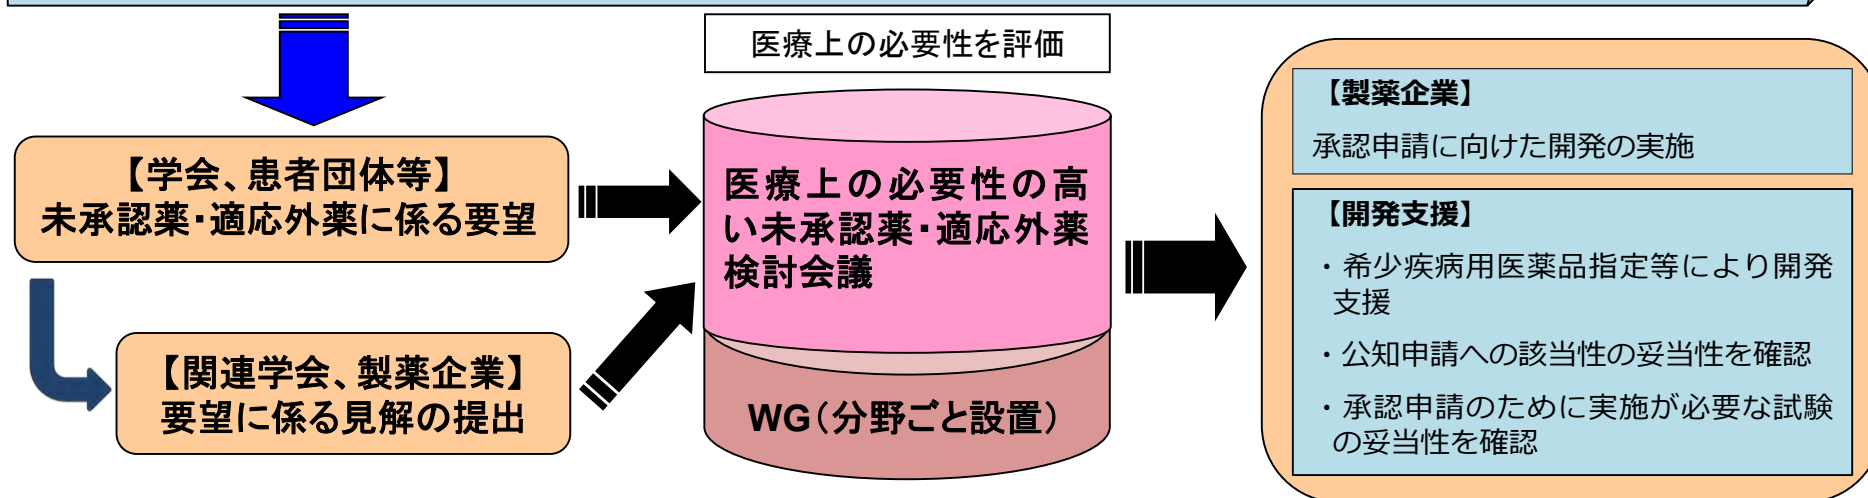 医療上の必要性を評価
【学会、患者団体等】
未承認薬・適応外薬に係る要望
【関連学会、製薬企業】
要望に係る見解の提出
医療上の必要性の高
い未承認薬・適応外薬
検討会議
WG（分野ごと設置）
【製薬企業】
承認申請に向けた開発の実施
【開発支援】
・希少疾病用医薬品指定等により開発
支援
・公知申請への該当性の妥当性を確認
・承認申請のために実施が必要な試験
の妥当性を確認